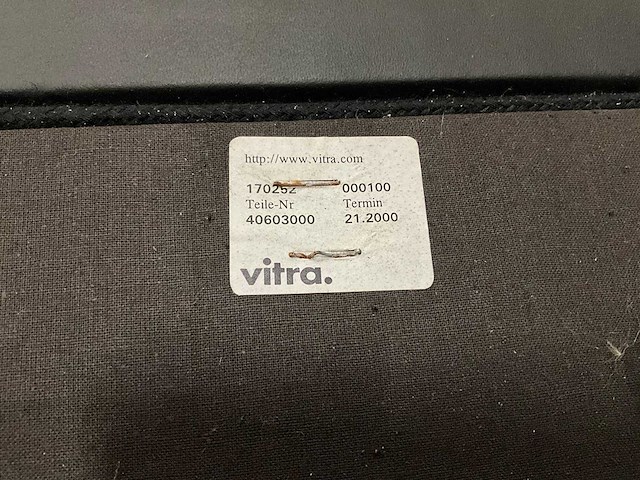 http://www.vitra.com
170252 000100
Teile-Nr Termin
40603000 21.2000
vitra.